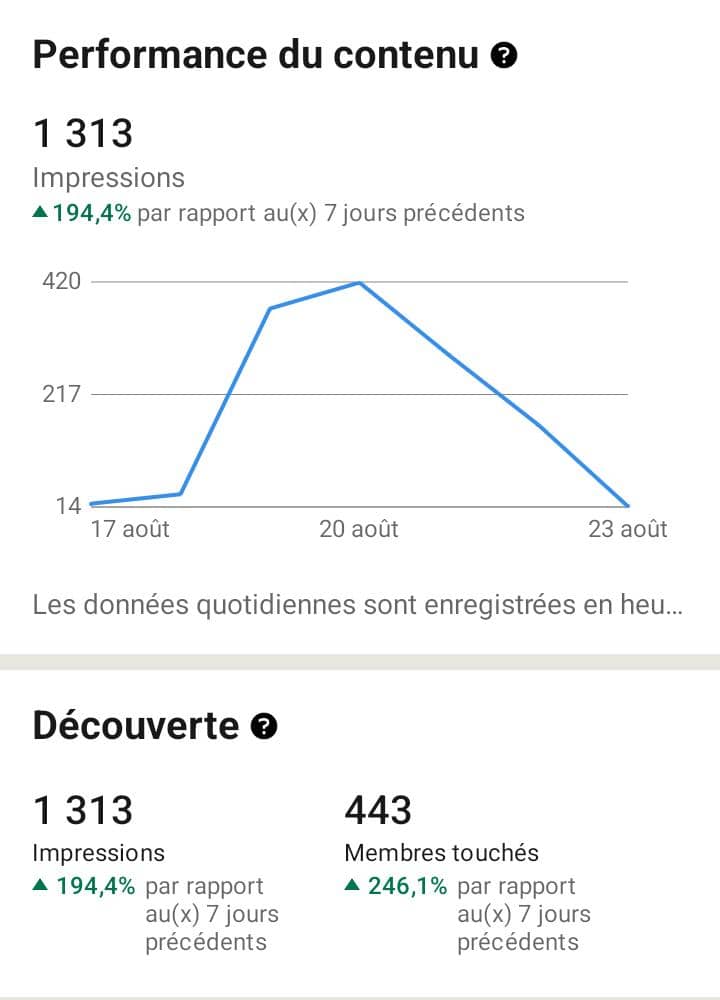 Performance du contenu ?
1 313
Impressions
▲ 194,4% par rapport au(x) 7 jours précédents
420
217
14
17 août 20 août 23 août
Les données quotidiennes sont enregistrées en heu...
Découverte ?
1 313 443
Impressions Membres touchés
▲ 194,4% par rapport ▲ 246,1% par rapport
au(x) 7 jours au(x) 7 jours
précédents précédents